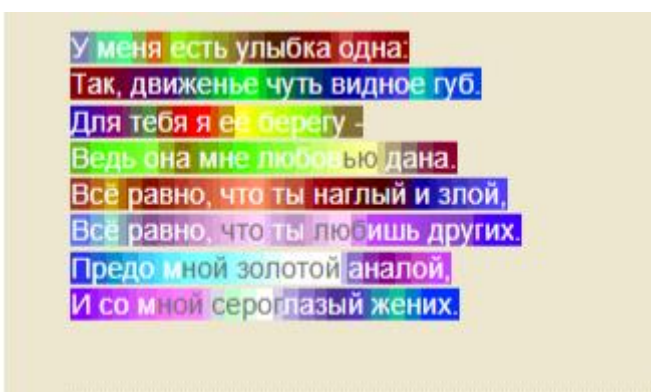 У меня есть улыбка одна:
Так, движенье чуть видное губ.
Для тебя я её берегу -
Ведь она мне любовью дана.
Всё равно, что ты наглый и злой,
Всё равно, что ты любишь других.
Предо мной золотой аналой,
И со мной сероглазый жених.